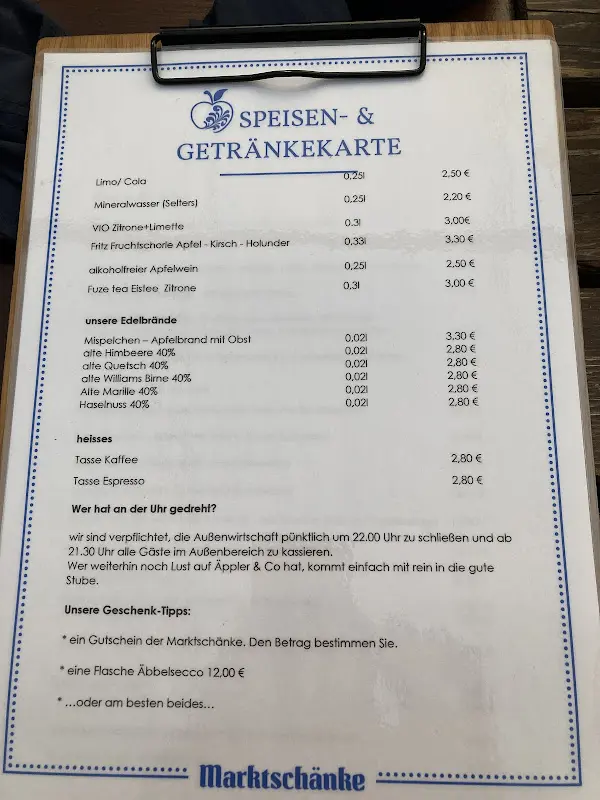 SPEISEN- &
GETRÄNKEKARTE
Limo/ Cola 0,25l 2,50 €
Mineralwasser (Selters) 0,25l 2,20 €
VIO Zitrone+Limette 0,3l 3,00€
Fritz Fruchtschorle Apfel - Kirsch - Holunder 0,33l 3,30 €
alkoholfreier Apfelwein 0,25l 2,50 €
Fuze tea Eistee Zitrone 0,3l 3,00 €
unsere Edelbrände
Mispelchen – Apfelbrand mit Obst 0,02l 3,30 €
alte Himbeere 40% 0,02l 2,80 €
alte Quetsch 40% 0,02l 2,80 €
alte Williams Birne 40% 0,02l 2,80 €
Alte Marille 40% 0,02l 2,80 €
Haselnuss 40% 0,02l 2,80 €
heisses
Tasse Kaffee 2,80 €
Tasse Espresso 2,80 €
Wer hat an der Uhr gedreht?
wir sind verpflichtet, die Außenwirtschaft pünktlich um 22.00 Uhr zu schließen und ab
21.30 Uhr alle Gäste im Außenbereich zu kassieren.
Wer weiterhin noch Lust auf Äppler & Co hat, kommt einfach mit rein in die gute
Stube.
Unsere Geschenk-Tipps:
* ein Gutschein der Marktschänke. Den Betrag bestimmen Sie.
* eine Flasche Äbbelsecco 12,00 €
* ...oder am besten beides...
Marktschänke